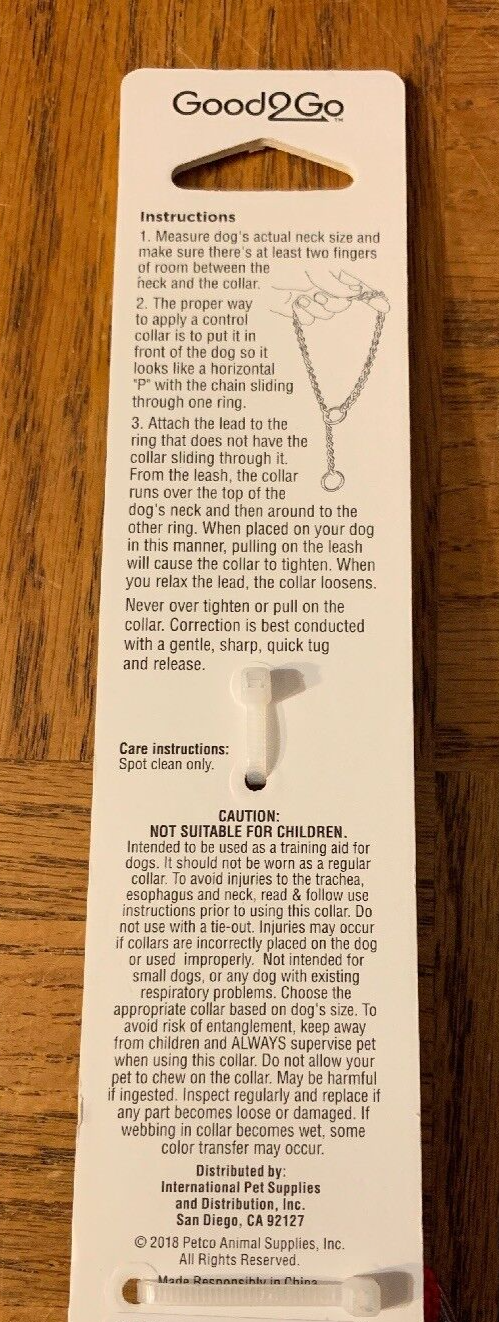 Good2Go™
Instructions
1. Measure dog's actual neck size and
make sure there's at least two fingers
of room between the
neck and the collar.
2. The proper way
to apply a control
collar is to put it in
front of the dog so it
looks like a horizontal
"P" with the chain sliding
through one ring.
3. Attach the lead to the
ring that does not have the
collar sliding through it.
From the leash, the collar
runs over the top of the
dog's neck and then around to the
other ring. When placed on your dog
in this manner, pulling on the leash
will cause the collar to tighten. When
you relax the lead, the collar loosens.
Never over tighten or pull on the
collar. Correction is best conducted
with a gentle, sharp, quick tug
and release.
Care instructions:
Spot clean only.
CAUTION:
NOT SUITABLE FOR CHILDREN.
Intended to be used as a training aid for
dogs. It should not be worn as a regular
collar. To avoid injuries to the trachea,
esophagus and neck, read & follow use
instructions prior to using this collar. Do
not use with a tie-out. Injuries may occur
if collars are incorrectly placed on the dog
or used improperly. Not intended for
small dogs, or any dog with existing
respiratory problems. Choose the
appropriate collar based on dog's size. To
avoid risk of entanglement, keep away
from children and ALWAYS supervise pet
when using this collar. Do not allow your
pet to chew on the collar. May be harmful
if ingested. Inspect regularly and replace if
any part becomes loose or damaged. If
webbing in collar becomes wet, some
color transfer may occur.
Distributed by:
International Pet Supplies
and Distribution, Inc.
San Diego, CA 92127
© 2018 Petco Animal Supplies, Inc.
All Rights Reserved.
Made Responsibly in China